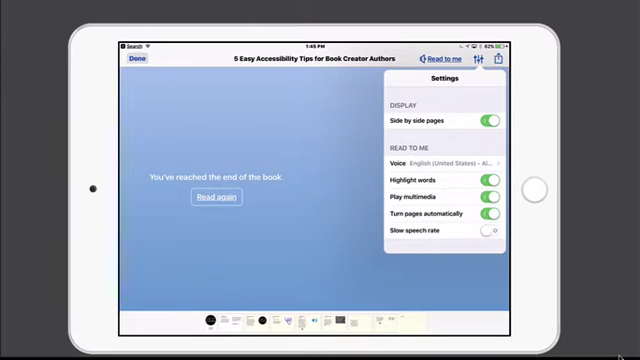 Search
1:45 PM
62%
Done
5 Easy Accessibility Tips for Book Creator Authors
Read to me
Settings
DISPLAY
Side by side pages
READ TO ME
Voice English (United States) - Al...
Highlight words
Play multimedia
Turn pages automatically
Slow speech rate
You've reached the end of the book.
Read again